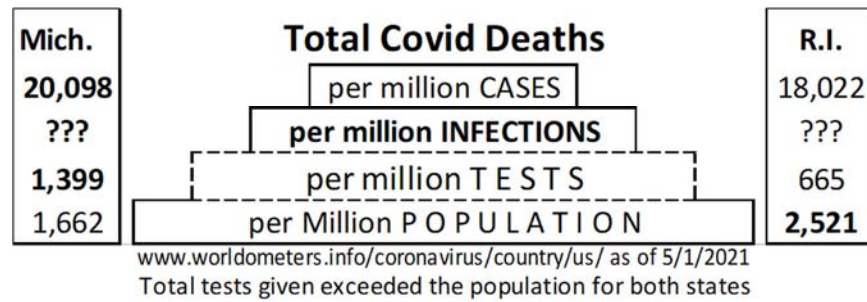 Mich. Total Covid Deaths R.I.
20,098 per million CASES 18,022
??? per million INFECTIONS ???
1,399 per million T E S T S 665
1,662 per Million P O P U L A T I O N 2,521
www.worldometers.info/coronavirus/country/us/ as of 5/1/2021
Total tests given exceeded the population for both states